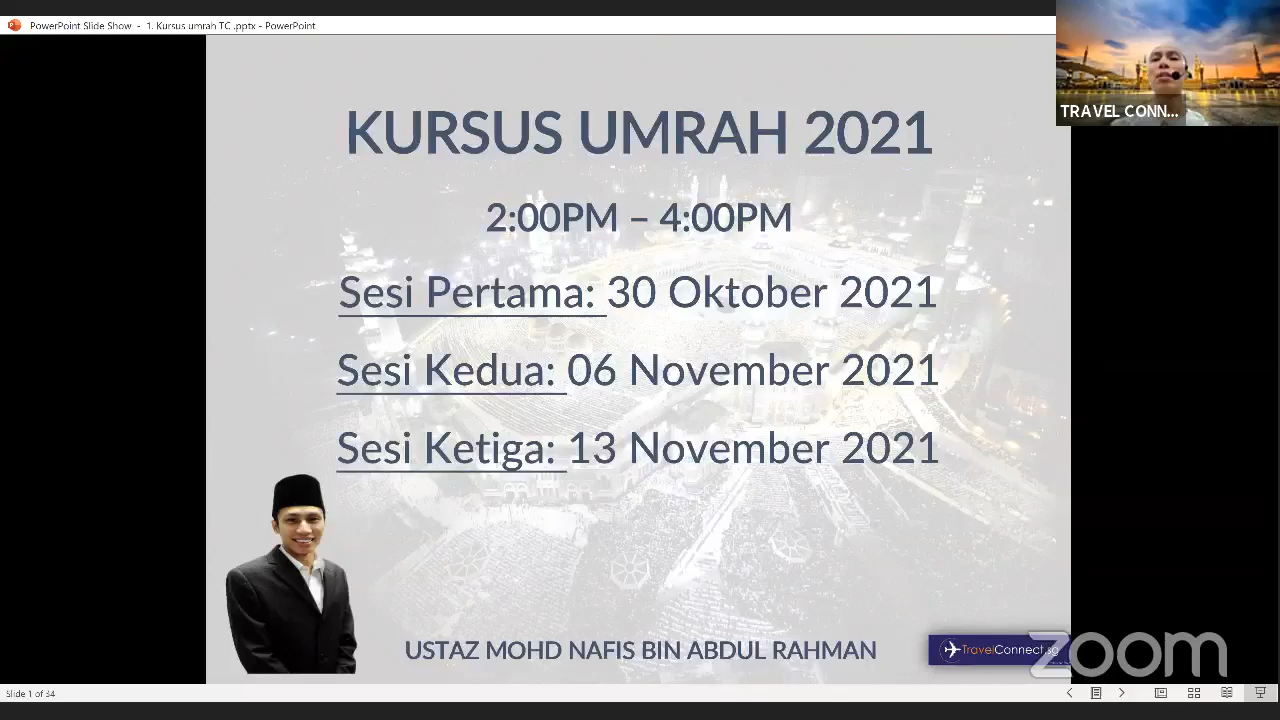 PowerPoint Slide Show - 1. Kursus umrah TC .pptx - PowerPoint
TRAVEL CONN...
KURSUS UMRAH 2021
2:00PM – 4:00PM
Sesi Pertama: 30 Oktober 2021
Sesi Kedua: 06 November 2021
Sesi Ketiga: 13 November 2021
USTAZ MOHD NAFIS BIN ABDUL RAHMAN
TravelConnect.sg
zoom
Slide 1 of 34